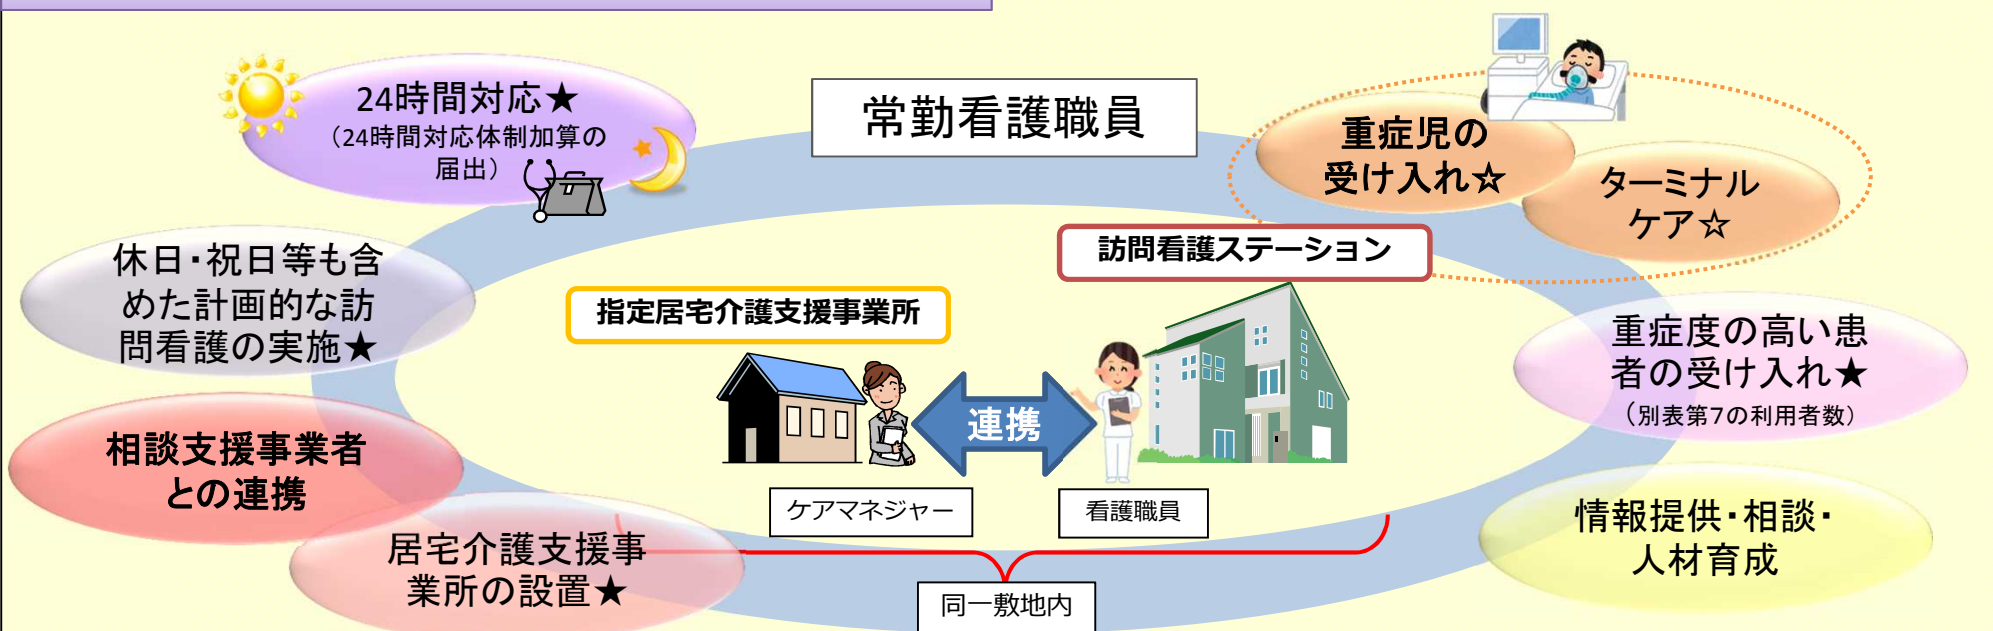 24時間対応★
（24時間対応体制加算の
届出）
常勤看護職員
重症児の
受け入れ☆
ターミナル
ケア☆
休日・祝日等も含
めた計画的な訪
問看護の実施★
指定居宅介護支援事業所
訪問看護ステーション
重症度の高い患
者の受け入れ★
（別表第7の利用者数）
連携
相談支援事業者
との連携
ケアマネジャー
看護職員
居宅介護支援事
業所の設置★
情報提供・相談・
人材育成
同一敷地内